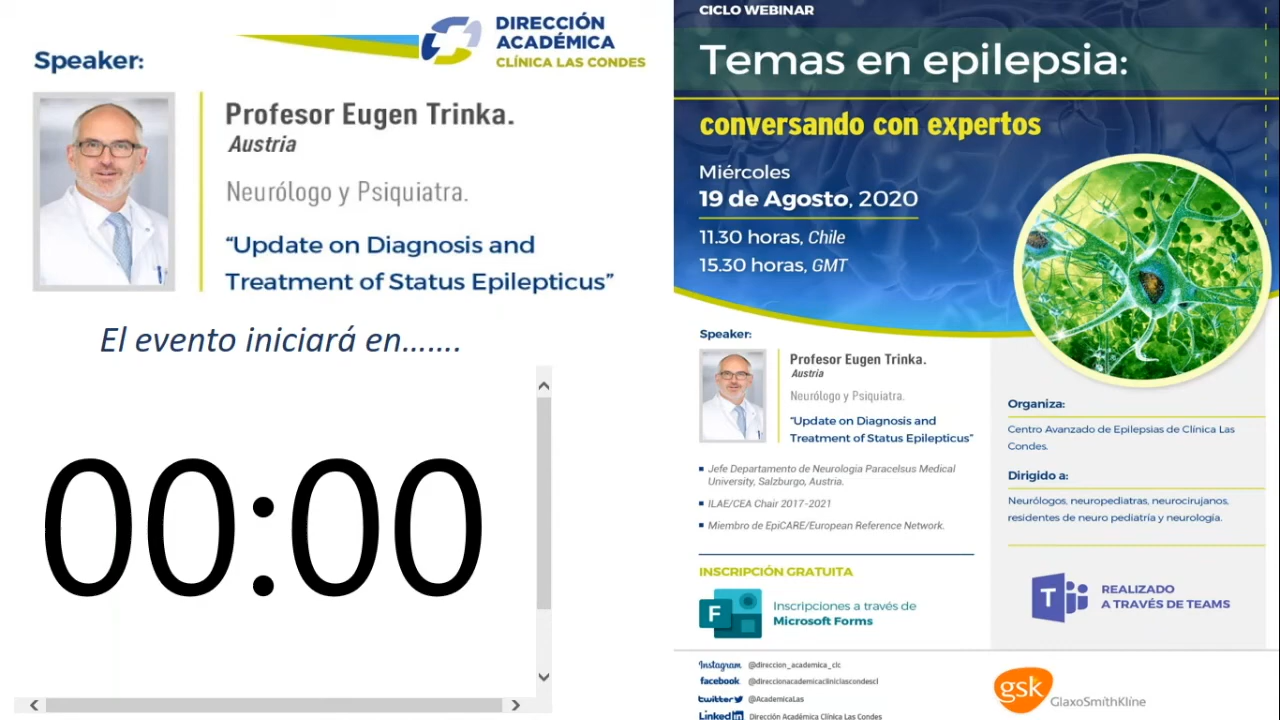 Speaker:
DIRECCIÓN
ACADÉMICA
CLÍNICA LAS CONDES
Profesor Eugen Trinka.
Austria
Neurólogo y Psiquiatra.
“Update on Diagnosis and
Treatment of Status Epilepticus”
El evento iniciará en.......
00:00
CICLO WEBINAR
Temas en epilepsia:
conversando con expertos
Miércoles
19 de Agosto, 2020
11.30 horas, Chile
15.30 horas, GMT
Speaker:
Profesor Eugen Trinka.
Austria
Neurólogo y Psiquiatra.
“Update on Diagnosis and
Treatment of Status Epilepticus”
Jefe Departamento de Neurologia Paracelsus Medical
University, Salzburgo, Austria.
ILAE/CEA Chair 2017-2021
Miembro de EpiCARE/European Reference Network.
INSCRIPCIÓN GRATUITA
F
Inscripciones a través de
Microsoft Forms
Organiza:
Centro Avanzado de Epilepsias de Clínica Las
Condes.
Dirigido a:
Neurólogos, neuropediatras, neurocirujanos,
residentes de neuro pediatría y neurología.
T
REALIZADO
A TRAVÉS DE TEAMS
Instagram @direccion_academica_clc
facebook @direccionacademicacliniclascondescl
twitter @AcademicaLas
Linkedin Dirección Académica Clínica Las Condes
gsk GlaxoSmithKline